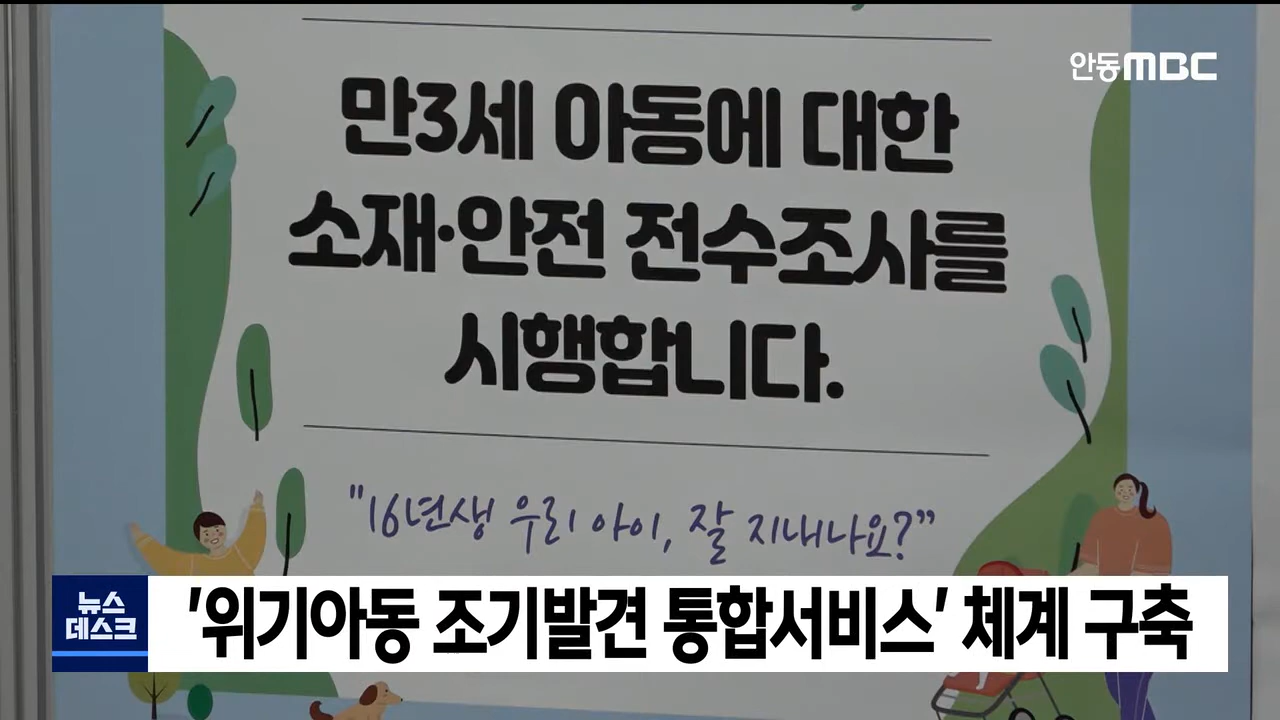 안동MBC
만3세 아동에 대한
소재·안전 전수조사를
시행합니다.
"16년생 우리 아이, 잘 지내나요?"
뉴스
데스크
'위기아동 조기발견 통합서비스' 체계 구축